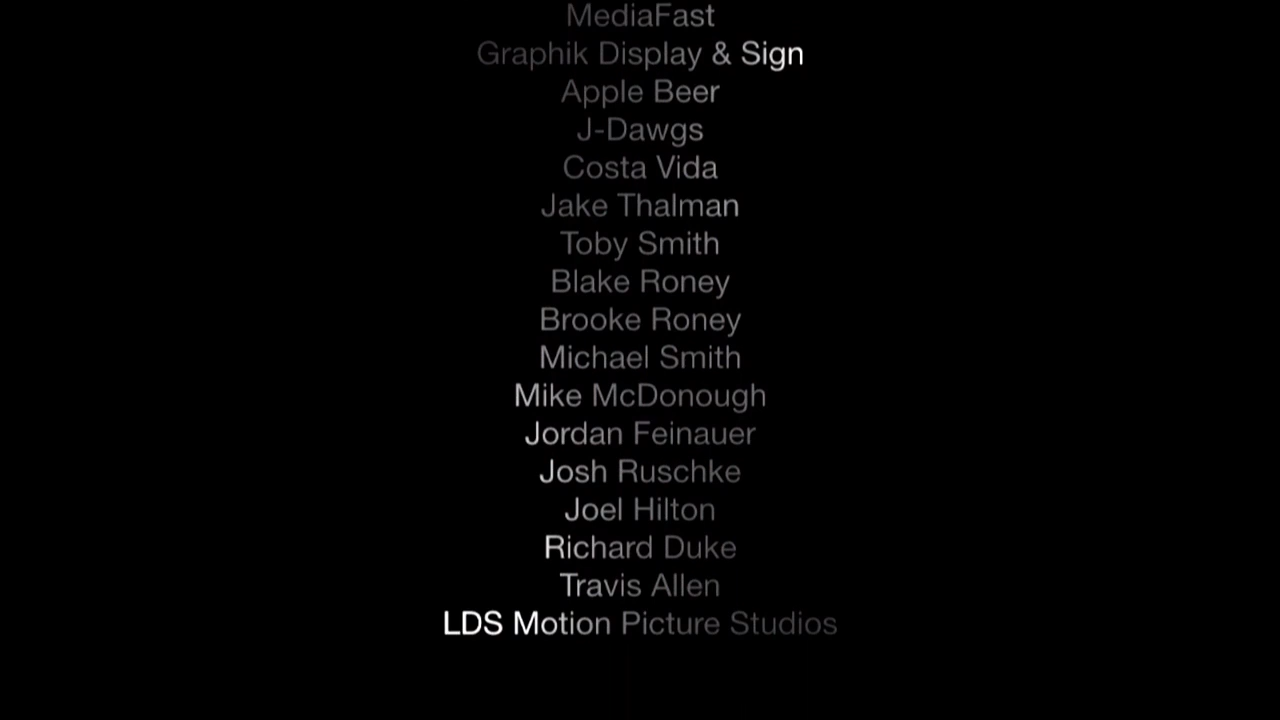 MediaFast
Graphik Display & Sign
Apple Beer
J-Dawgs
Costa Vida
Jake Thalman
Toby Smith
Blake Roney
Brooke Roney
Michael Smith
Mike McDonough
Jordan Feinauer
Josh Ruschke
Joel Hilton
Richard Duke
Travis Allen
LDS Motion Picture Studios